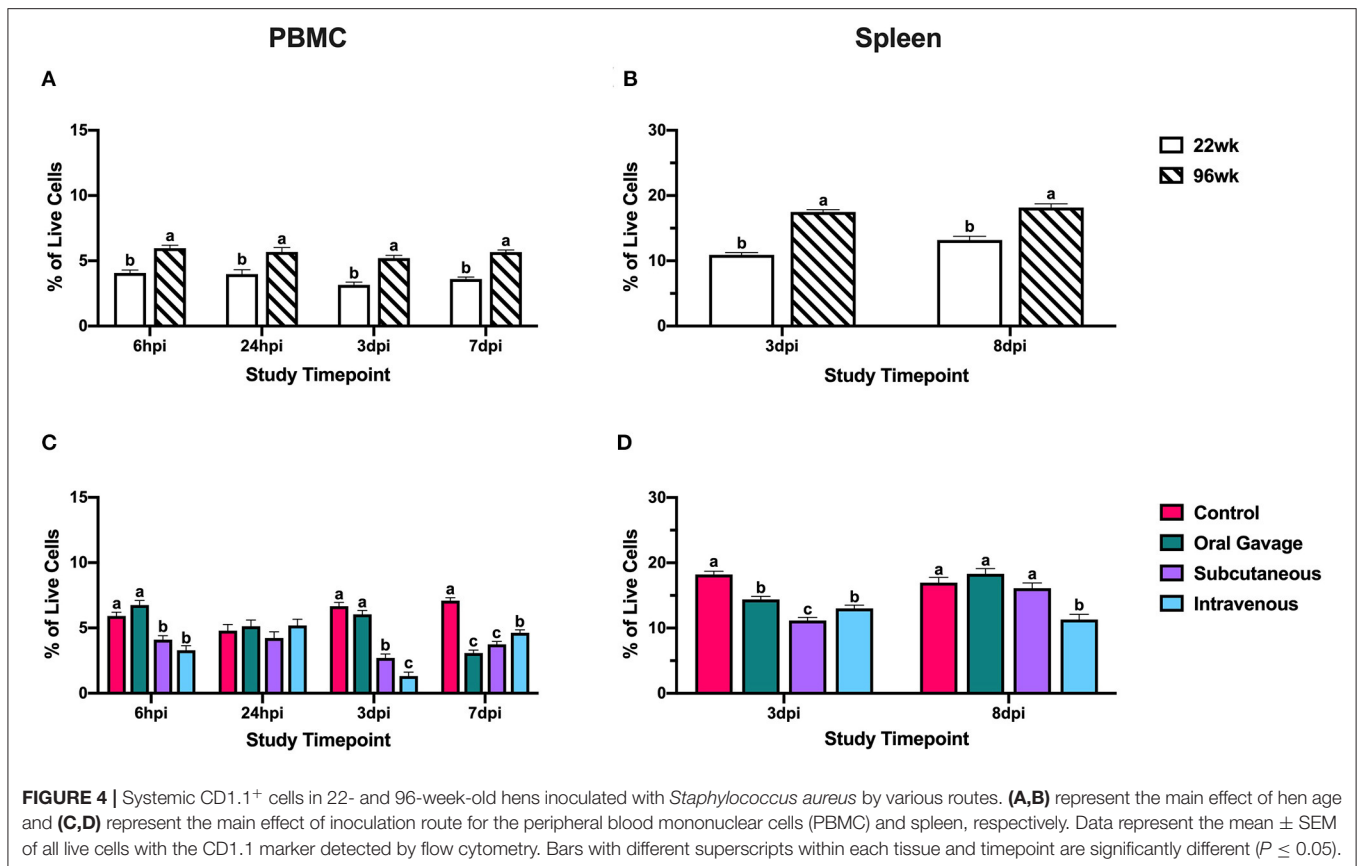 PBMC
Spleen
A
B
% of Live Cells
15
10
5
0
b a b a b a b a
6hpi 24hpi 3dpi 7dpi
Study Timepoint
% of Live Cells
30
20
10
0
b a b a
3dpi 8dpi
Study Timepoint
22wk
96wk
C
D
% of Live Cells
15
10
5
0
a a b b a a b c a c c b
6hpi 24hpi 3dpi 7dpi
Study Timepoint
% of Live Cells
30
20
10
0
a b c b a a a b
3dpi 8dpi
Study Timepoint
Control
Oral Gavage
Subcutaneous
Intravenous
FIGURE 4 | Systemic CD1.1⁺ cells in 22- and 96-week-old hens inoculated with Staphylococcus aureus by various routes. (A,B) represent the main effect of hen age
and (C,D) represent the main effect of inoculation route for the peripheral blood mononuclear cells (PBMC) and spleen, respectively. Data represent the mean ± SEM
of all live cells with the CD1.1 marker detected by flow cytometry. Bars with different superscripts within each tissue and timepoint are significantly different (P ≤ 0.05).